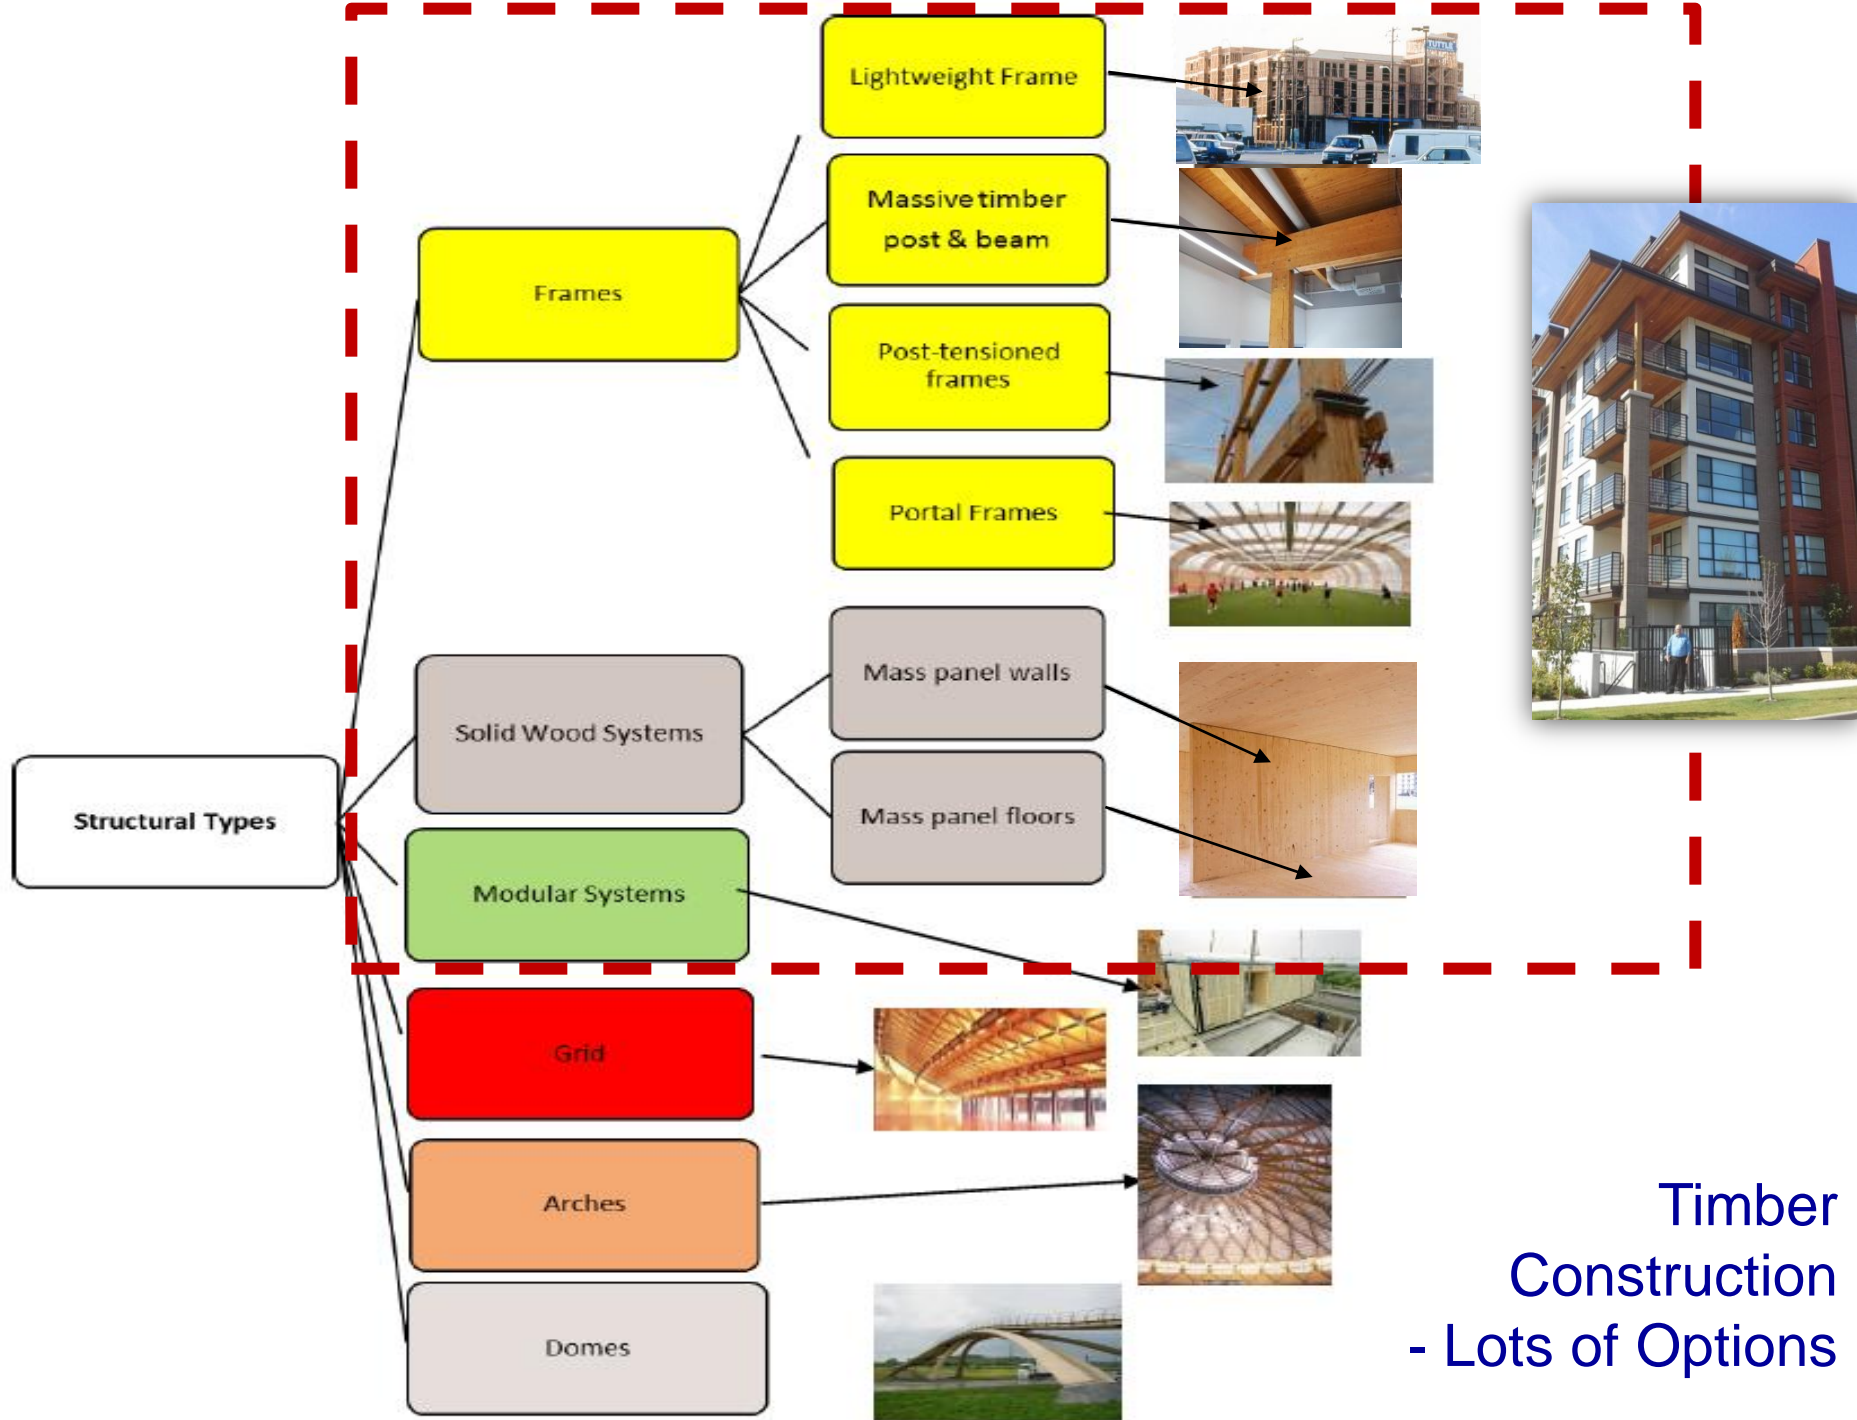 Lightweight Frame
TUTTLE
Massive timber
post & beam
Frames
Post-tensioned
frames
Portal Frames
Mass panel walls
Solid Wood Systems
Structural Types
Mass panel floors
Modular Systems
Grid
Arches
Domes
Timber
Construction
- Lots of Options